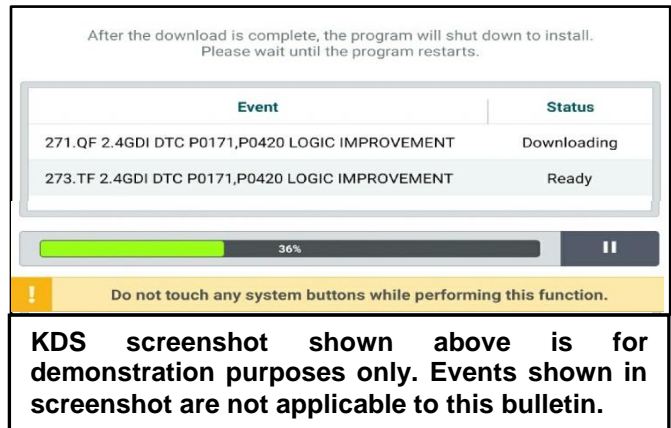 After the download is complete, the program will shut down to install.
Please wait until the program restarts.
Event Status
271.QF 2.4GDI DTC P0171,P0420 LOGIC IMPROVEMENT Downloading
273.TF 2.4GDI DTC P0171,P0420 LOGIC IMPROVEMENT Ready
36%
! Do not touch any system buttons while performing this function.
KDS screenshot shown above is for
demonstration purposes only. Events shown in
screenshot are not applicable to this bulletin.